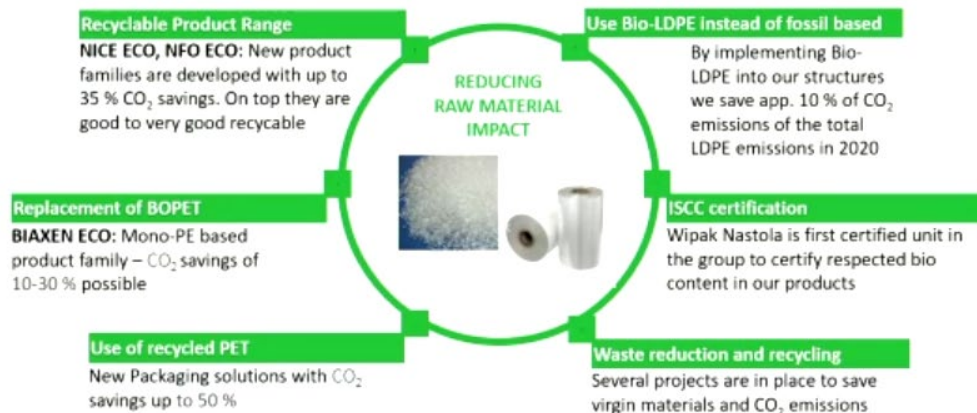 Recyclable Product Range
NICE ECO, NFO ECO: New product
families are developed with up to
35 % CO₂ savings. On top they are
good to very good recycable
Replacement of BOPET
BIAXEN ECO: Mono-PE based
product family – CO₂ savings of
10-30 % possible
Use of recycled PET
New Packaging solutions with CO₂
savings up to 50 %
REDUCING
RAW MATERIAL
IMPACT
Use Bio-LDPE instead of fossil based
By implementing Bio-
LDPE into our structures
we save app. 10 % of CO₂
emissions of the total
LDPE emissions in 2020
ISCC certification
Wipak Nastola is first certified unit in
the group to certify respected bio
content in our products
Waste reduction and recycling
Several projects are in place to save
virgin materials and CO₂ emissions